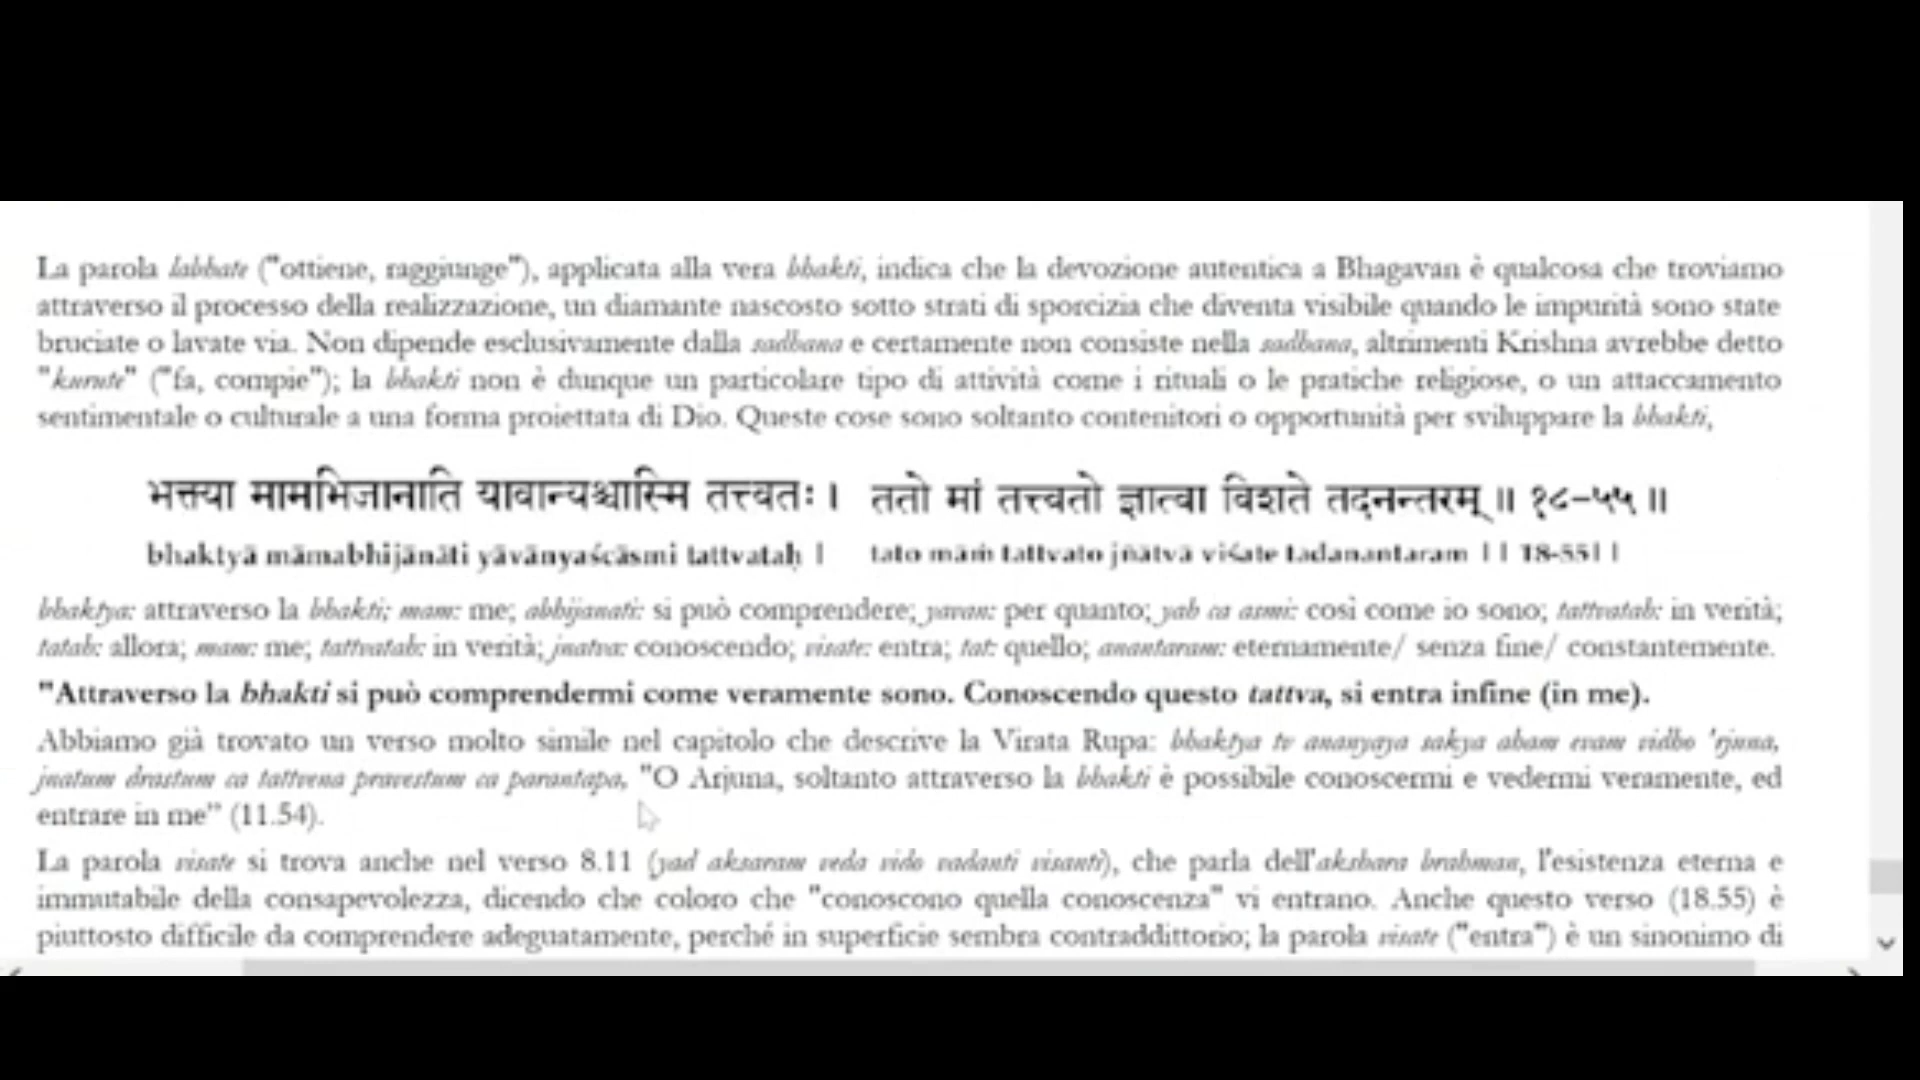 La parola labhate ("ottiene, raggiunge"), applicata alla vera bhakti, indica che la devozione autentica a Bhagavan è qualcosa che troviamo
attraverso il processo della realizzazione, un diamante nascosto sotto strati di sporcizia che diventa visibile quando le impurità sono state
bruciate o lavate via. Non dipende esclusivamente dalla sadhana e certamente non consiste nella sadhana, altrimenti Krishna avrebbe detto
"kurute" ("fa, compie"); la bhakti non è dunque un particolare tipo di attività come i rituali o le pratiche religiose, o un attaccamento
sentimentale o culturale a una forma proiettata di Dio. Queste cose sono soltanto contenitori o opportunità per sviluppare la bhakti,
भक्त्या मामभिजानाति यावान्यश्चास्मि तत्त्वतः । ततो मां तत्त्वतो ज्ञात्वा विशते तदनन्तरम् ॥ १८-५५ ॥
bhaktyā māmabhijānāti yāvānyaścāsmi tattvataḥ | tato māṁ tattvato jñātvā viśate tadanantaram || 18-55||
bhaktya: attraverso la bhakti; mam: me; abhijanati: si può comprendere; yavan: per quanto; yah ca asmi: così come io sono; tattvatah: in verità;
tatah: allora; mam: me; tattvatah: in verità; jnatva: conoscendo; visate: entra; tat: quello; anantaram: eternamente/ senza fine/ constantemente.
"Attraverso la bhakti si può comprendermi come veramente sono. Conoscendo questo tattva, si entra infine (in me).
Abbiamo già trovato un verso molto simile nel capitolo che descrive la Virata Rupa: bhaktya tv ananyaya sakya aham evam vidho 'rjuna,
jnatum drastum ca tattvena pravestum ca parantapa, "O Arjuna, soltanto attraverso la bhakti è possibile conoscermi e vedermi veramente, ed
entrare in me” (11.54).
La parola visate si trova anche nel verso 8.11 (yad aksaram veda vido vadanti visanti), che parla dell'akshara brahman, l'esistenza eterna e
immutabile della consapevolezza, dicendo che coloro che "conoscono quella conoscenza" vi entrano. Anche questo verso (18.55) è
piuttosto difficile da comprendere adeguatamente, perché in superficie sembra contraddittorio; la parola visate ("entra") è un sinonimo di